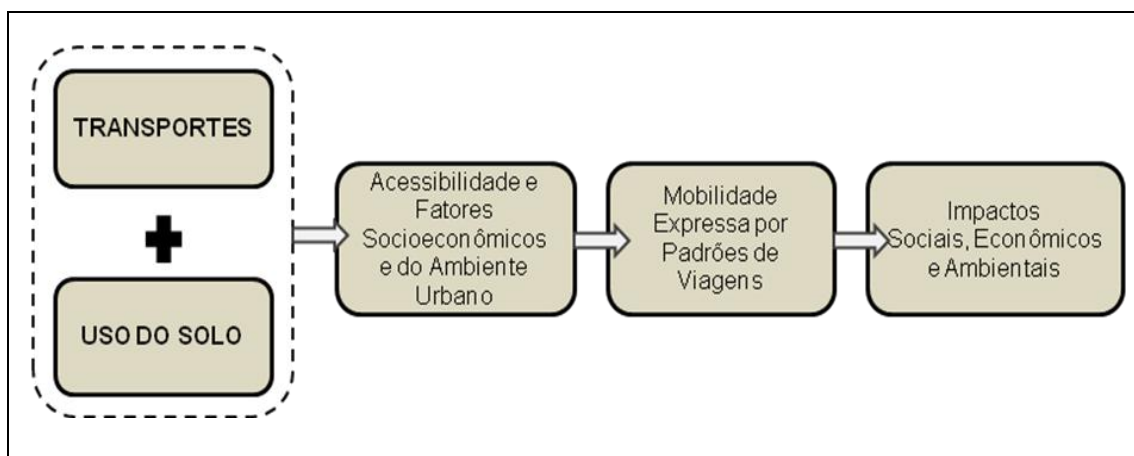 TRANSPORTES
USO DO SOLO
Acessibilidade e
Fatores
Socioeconômicos
e do Ambiente
Urbano
Mobilidade
Expressa por
Padrões de
Viagens
Impactos
Sociais, Econômicos
e Ambientais